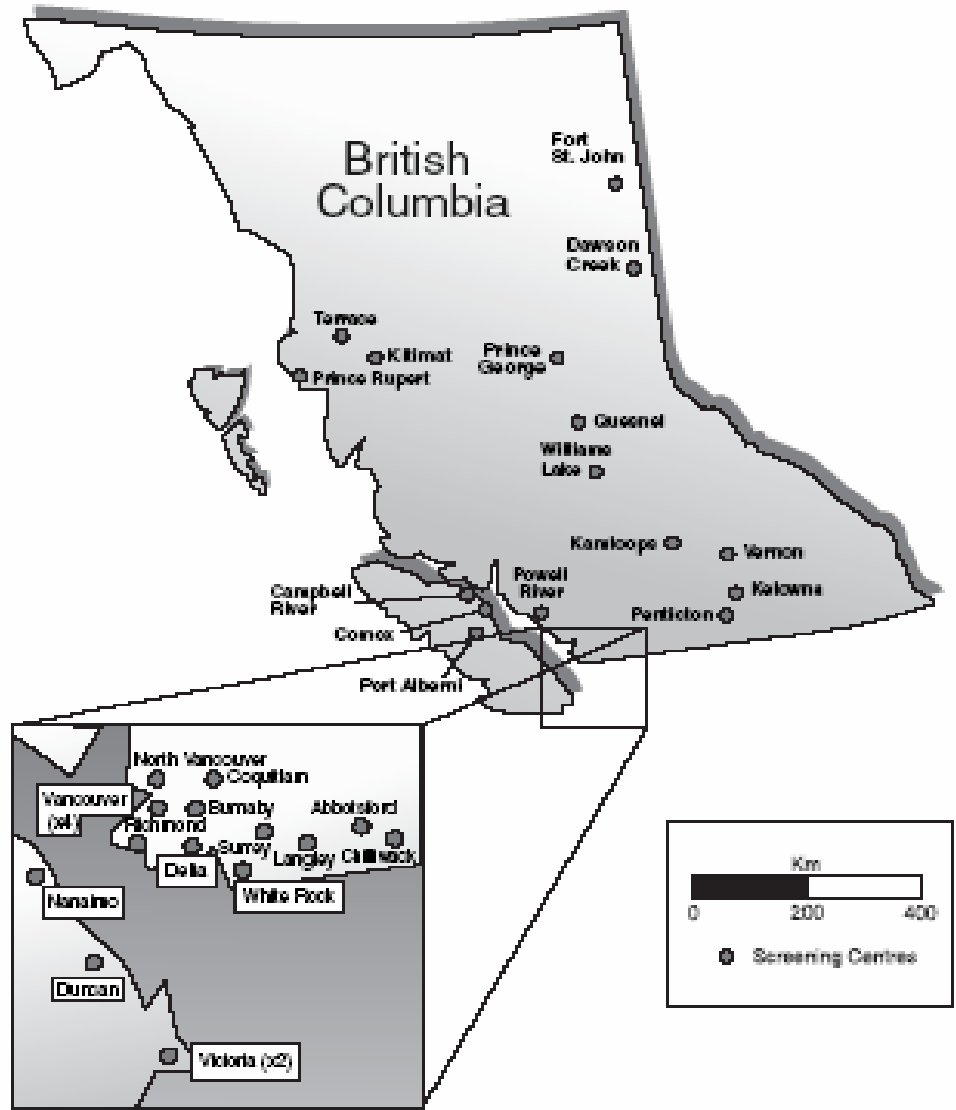 British
Columbia
Fort
St. John
Dawson
Creek
Terrace
Kitimat
Prince Rupert
Prince
George
Quesnel
Williams
Lake
Kamloops
Vernon
Kelowna
Penticton
Powell
River
Campbell
River
Comox
Port Alberni
North Vancouver
Coquitlam
Vancouver
(x4)
Burnaby
Abbotsford
Richmond
Surrey
Langley
Chilliwack
Delta
White Rock
Nanaimo
Duncan
Victoria (x2)
Km
0 200 400
Screening Centres